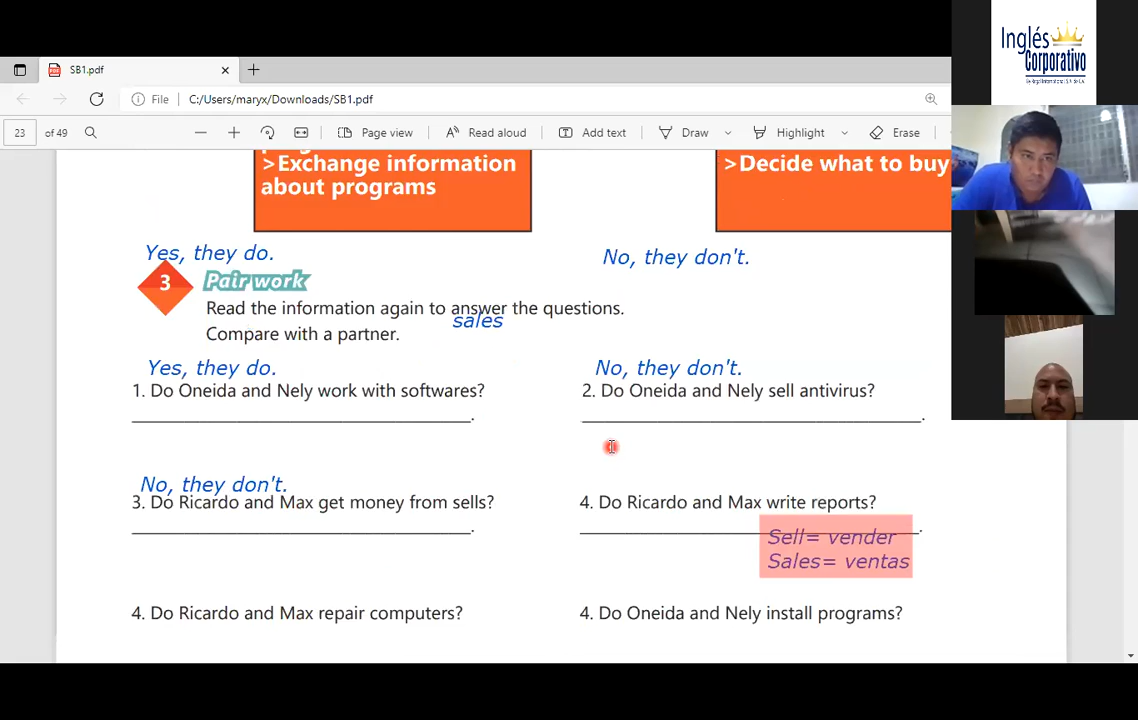 SB1.pdf
File C:/Users/maryx/Downloads/SB1.pdf
23 of 49 Page view Read aloud Add text Draw Highlight Erase
>Exchange information
about programs
>Decide what to buy
Yes, they do.
No, they don't.
3 Pair work
Read the information again to answer the questions.
sales
Compare with a partner.
Yes, they do.
No, they don't.
1. Do Oneida and Nely work with softwares?
2. Do Oneida and Nely sell antivirus?
No, they don't.
3. Do Ricardo and Max get money from sells?
4. Do Ricardo and Max write reports?
Sell= vender
Sales= ventas
4. Do Ricardo and Max repair computers?
4. Do Oneida and Nely install programs?
Inglés
Corporativo